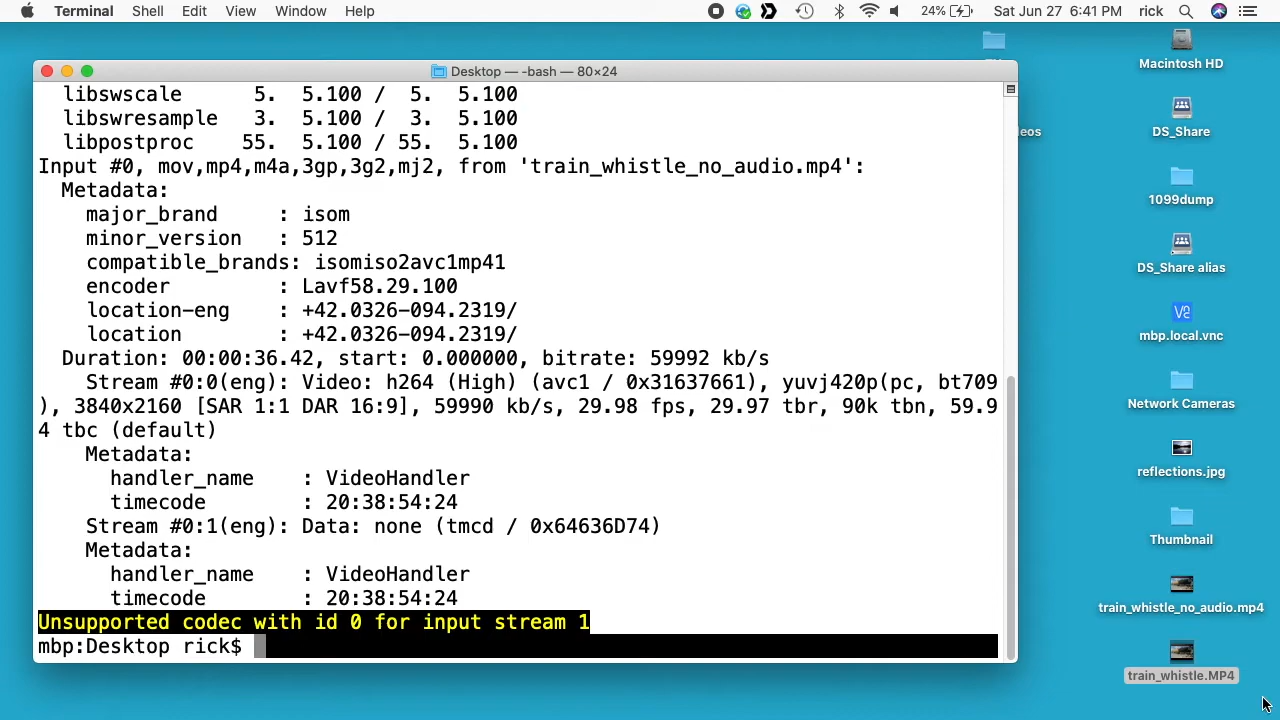 Terminal Shell Edit View Window Help 24% Sat Jun 27 6:41 PM rick
Desktop — -bash — 80×24
libswscale 5. 5.100 / 5. 5.100
libswresample 3. 5.100 / 3. 5.100
libpostproc 55. 5.100 / 55. 5.100
Input #0, mov,mp4,m4a,3gp,3g2,mj2, from 'train_whistle_no_audio.mp4':
Metadata:
major_brand : isom
minor_version : 512
compatible_brands: isomiso2avc1mp41
encoder : Lavf58.29.100
location-eng : +42.0326-094.2319/
location : +42.0326-094.2319/
Duration: 00:00:36.42, start: 0.000000, bitrate: 59992 kb/s
Stream #0:0(eng): Video: h264 (High) (avc1 / 0x31637661), yuvj420p(pc, bt709
), 3840x2160 [SAR 1:1 DAR 16:9], 59990 kb/s, 29.98 fps, 29.97 tbr, 90k tbn, 59.9
4 tbc (default)
Metadata:
handler_name : VideoHandler
timecode : 20:38:54:24
Stream #0:1(eng): Data: none (tmcd / 0x64636D74)
Metadata:
handler_name : VideoHandler
timecode : 20:38:54:24
Unsupported codec with id 0 for input stream 1
mbp:Desktop rick$
Macintosh HD
DS_Share
1099dump
DS_Share alias
VE
mbp.local.vnc
Network Cameras
reflections.jpg
Thumbnail
train_whistle_no_audio.mp4
train_whistle.MP4